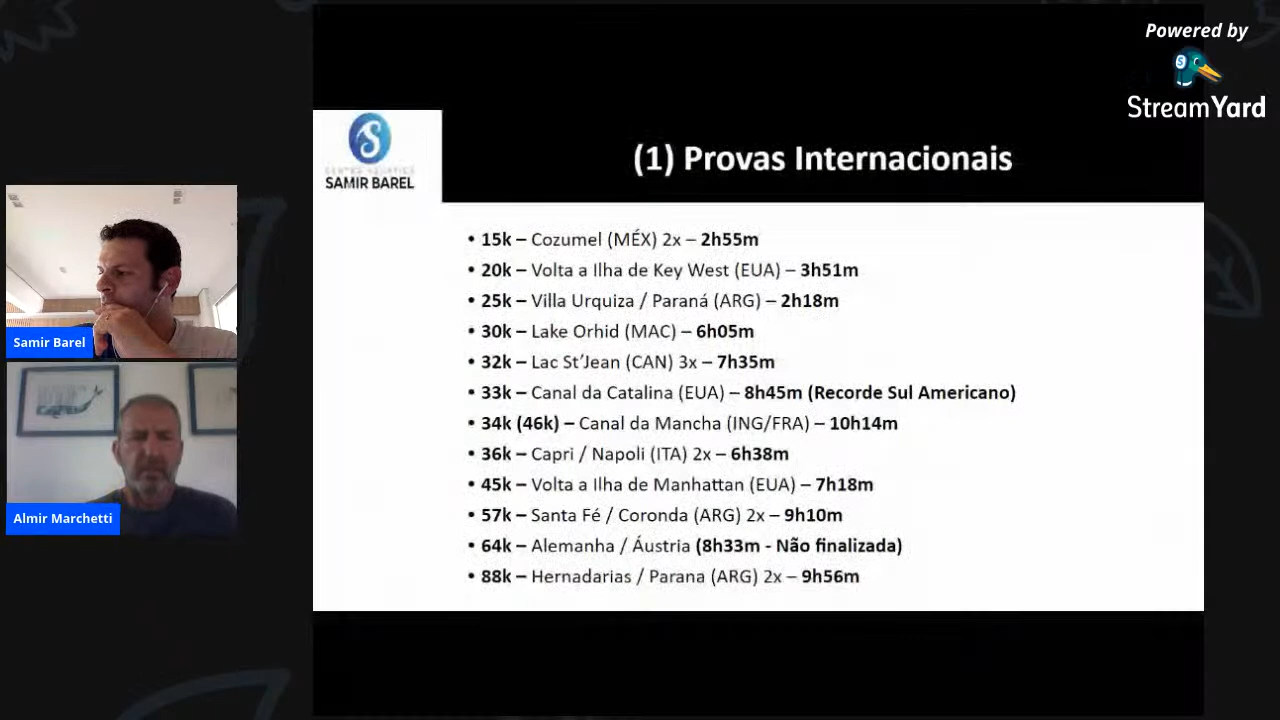 Powered by
StreamYard
SAMIR BAREL
(1) Provas Internacionais
• 15k – Cozumel (MÉX) 2x – 2h55m
• 20k – Volta a Ilha de Key West (EUA) – 3h51m
• 25k – Villa Urquiza / Paraná (ARG) – 2h18m
• 30k – Lake Orhid (MAC) – 6h05m
• 32k – Lac St’Jean (CAN) 3x – 7h35m
• 33k – Canal da Catalina (EUA) – 8h45m (Recorde Sul Americano)
• 34k (46k) – Canal da Mancha (ING/FRA) – 10h14m
• 36k – Capri / Napoli (ITA) 2x – 6h38m
• 45k – Volta a Ilha de Manhattan (EUA) – 7h18m
• 57k – Santa Fé / Coronda (ARG) 2x – 9h10m
• 64k – Alemanha / Áustria (8h33m - Não finalizada)
• 88k – Hernadarias / Parana (ARG) 2x – 9h56m
Samir Barel
Almir Marchetti